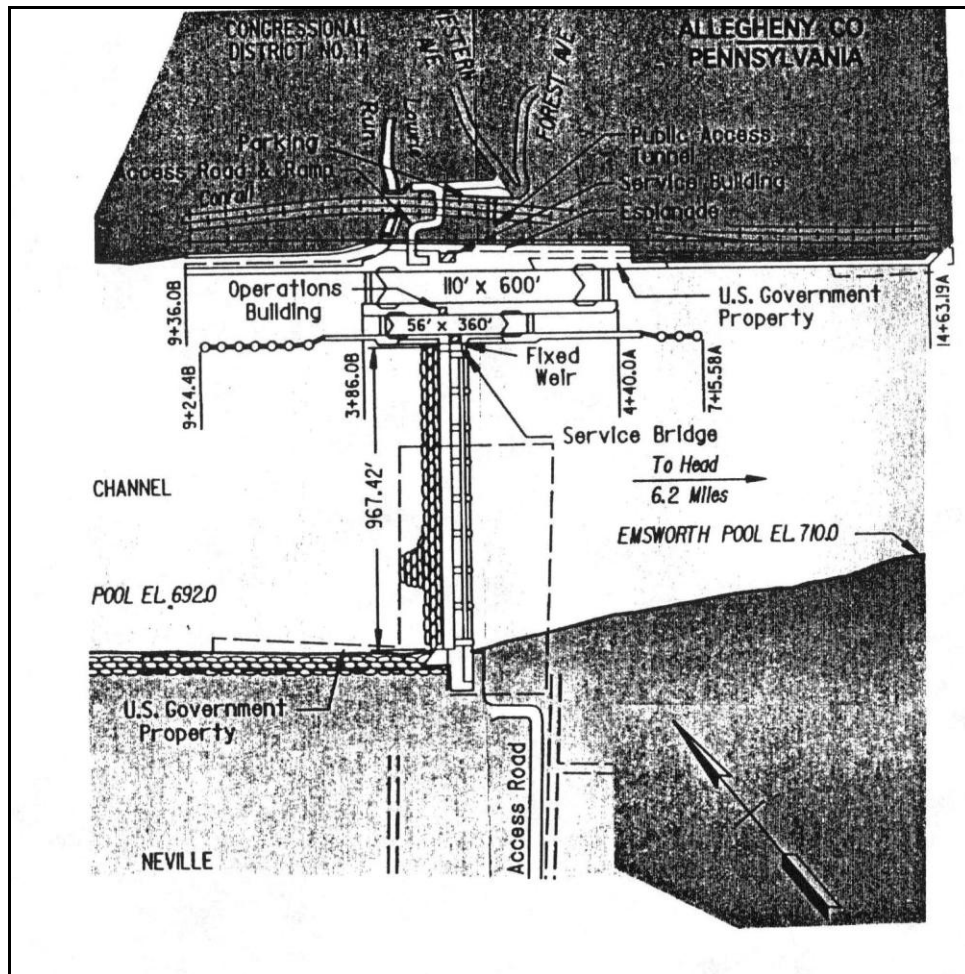 CONGRESSIONAL
DISTRICT, NO. 14
ALLEGHENY CO
PENNSYLVANIA
WESTERN
AVE
FOREST AVE
Lowrie
Run
Parking
Access Road & Ramp
Public Access
Tunnel
Service Building
Esplanade
110' x 600'
Operations
Building
56' x 360'
U.S. Government
Property
Fixed
Weir
9+36.0B
9+24.4B
3+86.0B
4+40.0A
7+15.58A
14+63.19A
Service Bridge
To Head
6.2 Miles
CHANNEL
967.42'
EMSWORTH POOL EL. 710.0
POOL EL. 692.0
U.S. Government
Property
Access Road
NEVILLE